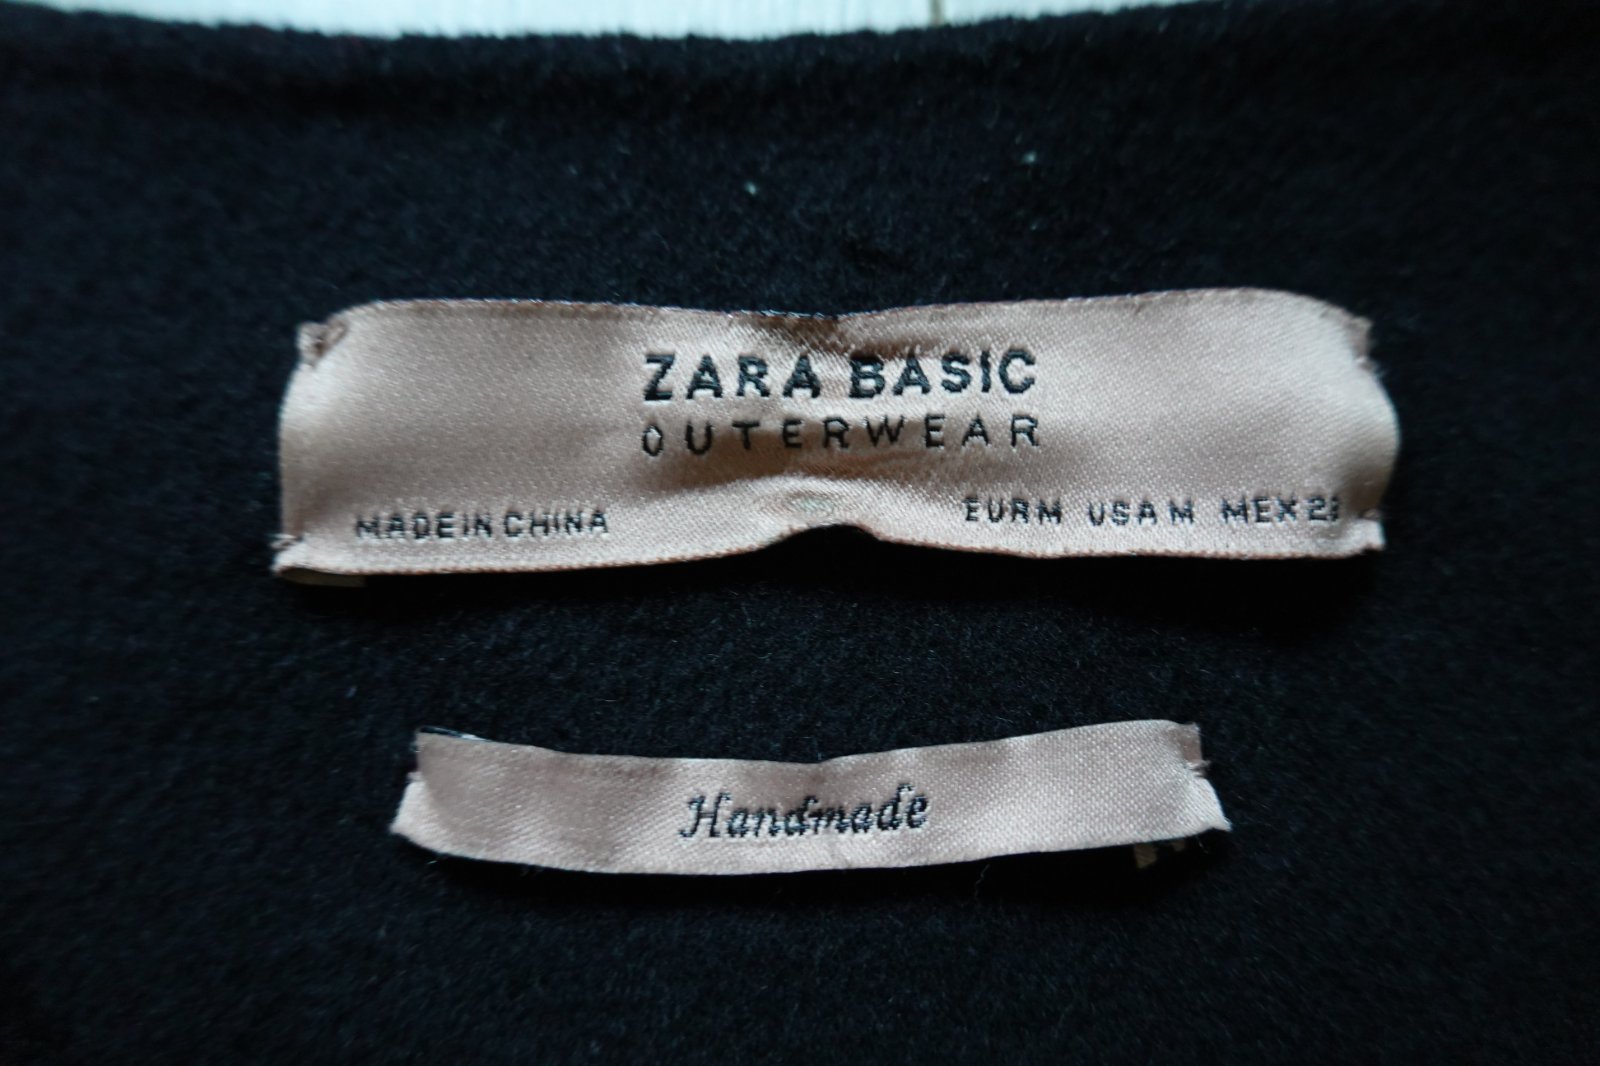 ZARA BASIC
OUTERWEAR
MADE IN CHINA EUR M USA M MEX 28
Handmade